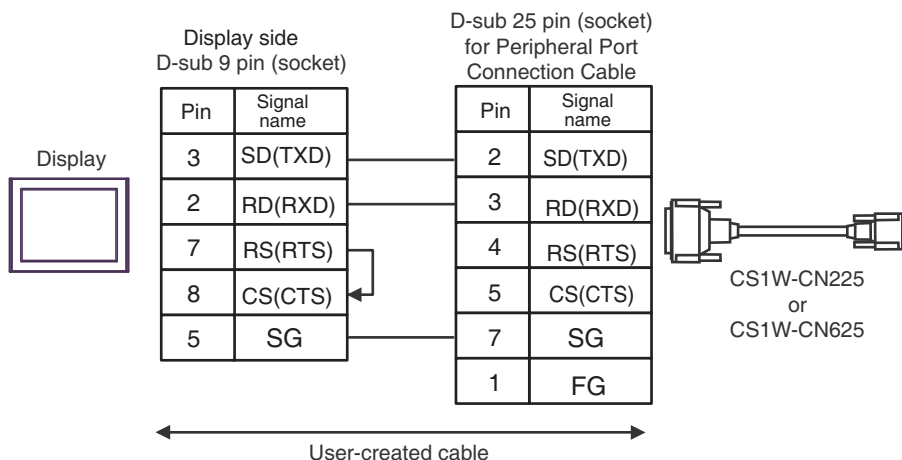 Display side
D-sub 9 pin (socket)
D-sub 25 pin (socket)
for Peripheral Port
Connection Cable
Display
Pin Signal name
3 SD(TXD)
2 RD(RXD)
7 RS(RTS)
8 CS(CTS)
5 SG
Pin Signal name
2 SD(TXD)
3 RD(RXD)
4 RS(RTS)
5 CS(CTS)
7 SG
1 FG
CS1W-CN225
or
CS1W-CN625
User-created cable